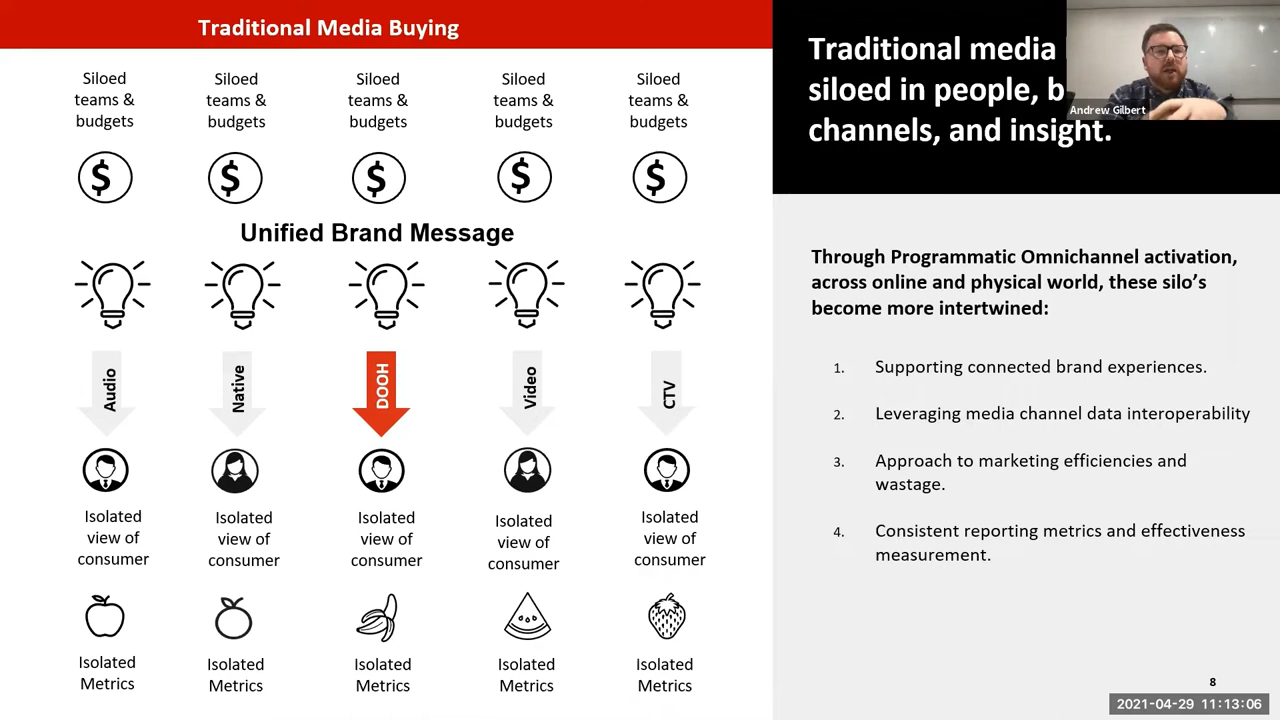 Traditional Media Buying
Siloed
teams &
budgets
Siloed
teams &
budgets
Siloed
teams &
budgets
Siloed
teams &
budgets
Siloed
teams &
budgets
$
$
$
$
$
Unified Brand Message
Audio
Native
DOOH
Video
CTV
Isolated
view of
consumer
Isolated
view of
consumer
Isolated
view of
consumer
Isolated
view of
consumer
Isolated
view of
consumer
Isolated
Metrics
Isolated
Metrics
Isolated
Metrics
Isolated
Metrics
Isolated
Metrics
Traditional media
siloed in people, b
channels, and insight.
Andrew Gilbert
Through Programmatic Omnichannel activation,
across online and physical world, these silo’s
become more intertwined:
1. Supporting connected brand experiences.
2. Leveraging media channel data interoperability
3. Approach to marketing efficiencies and
wastage.
4. Consistent reporting metrics and effectiveness
measurement.
8
2021-04-29 11:13:06